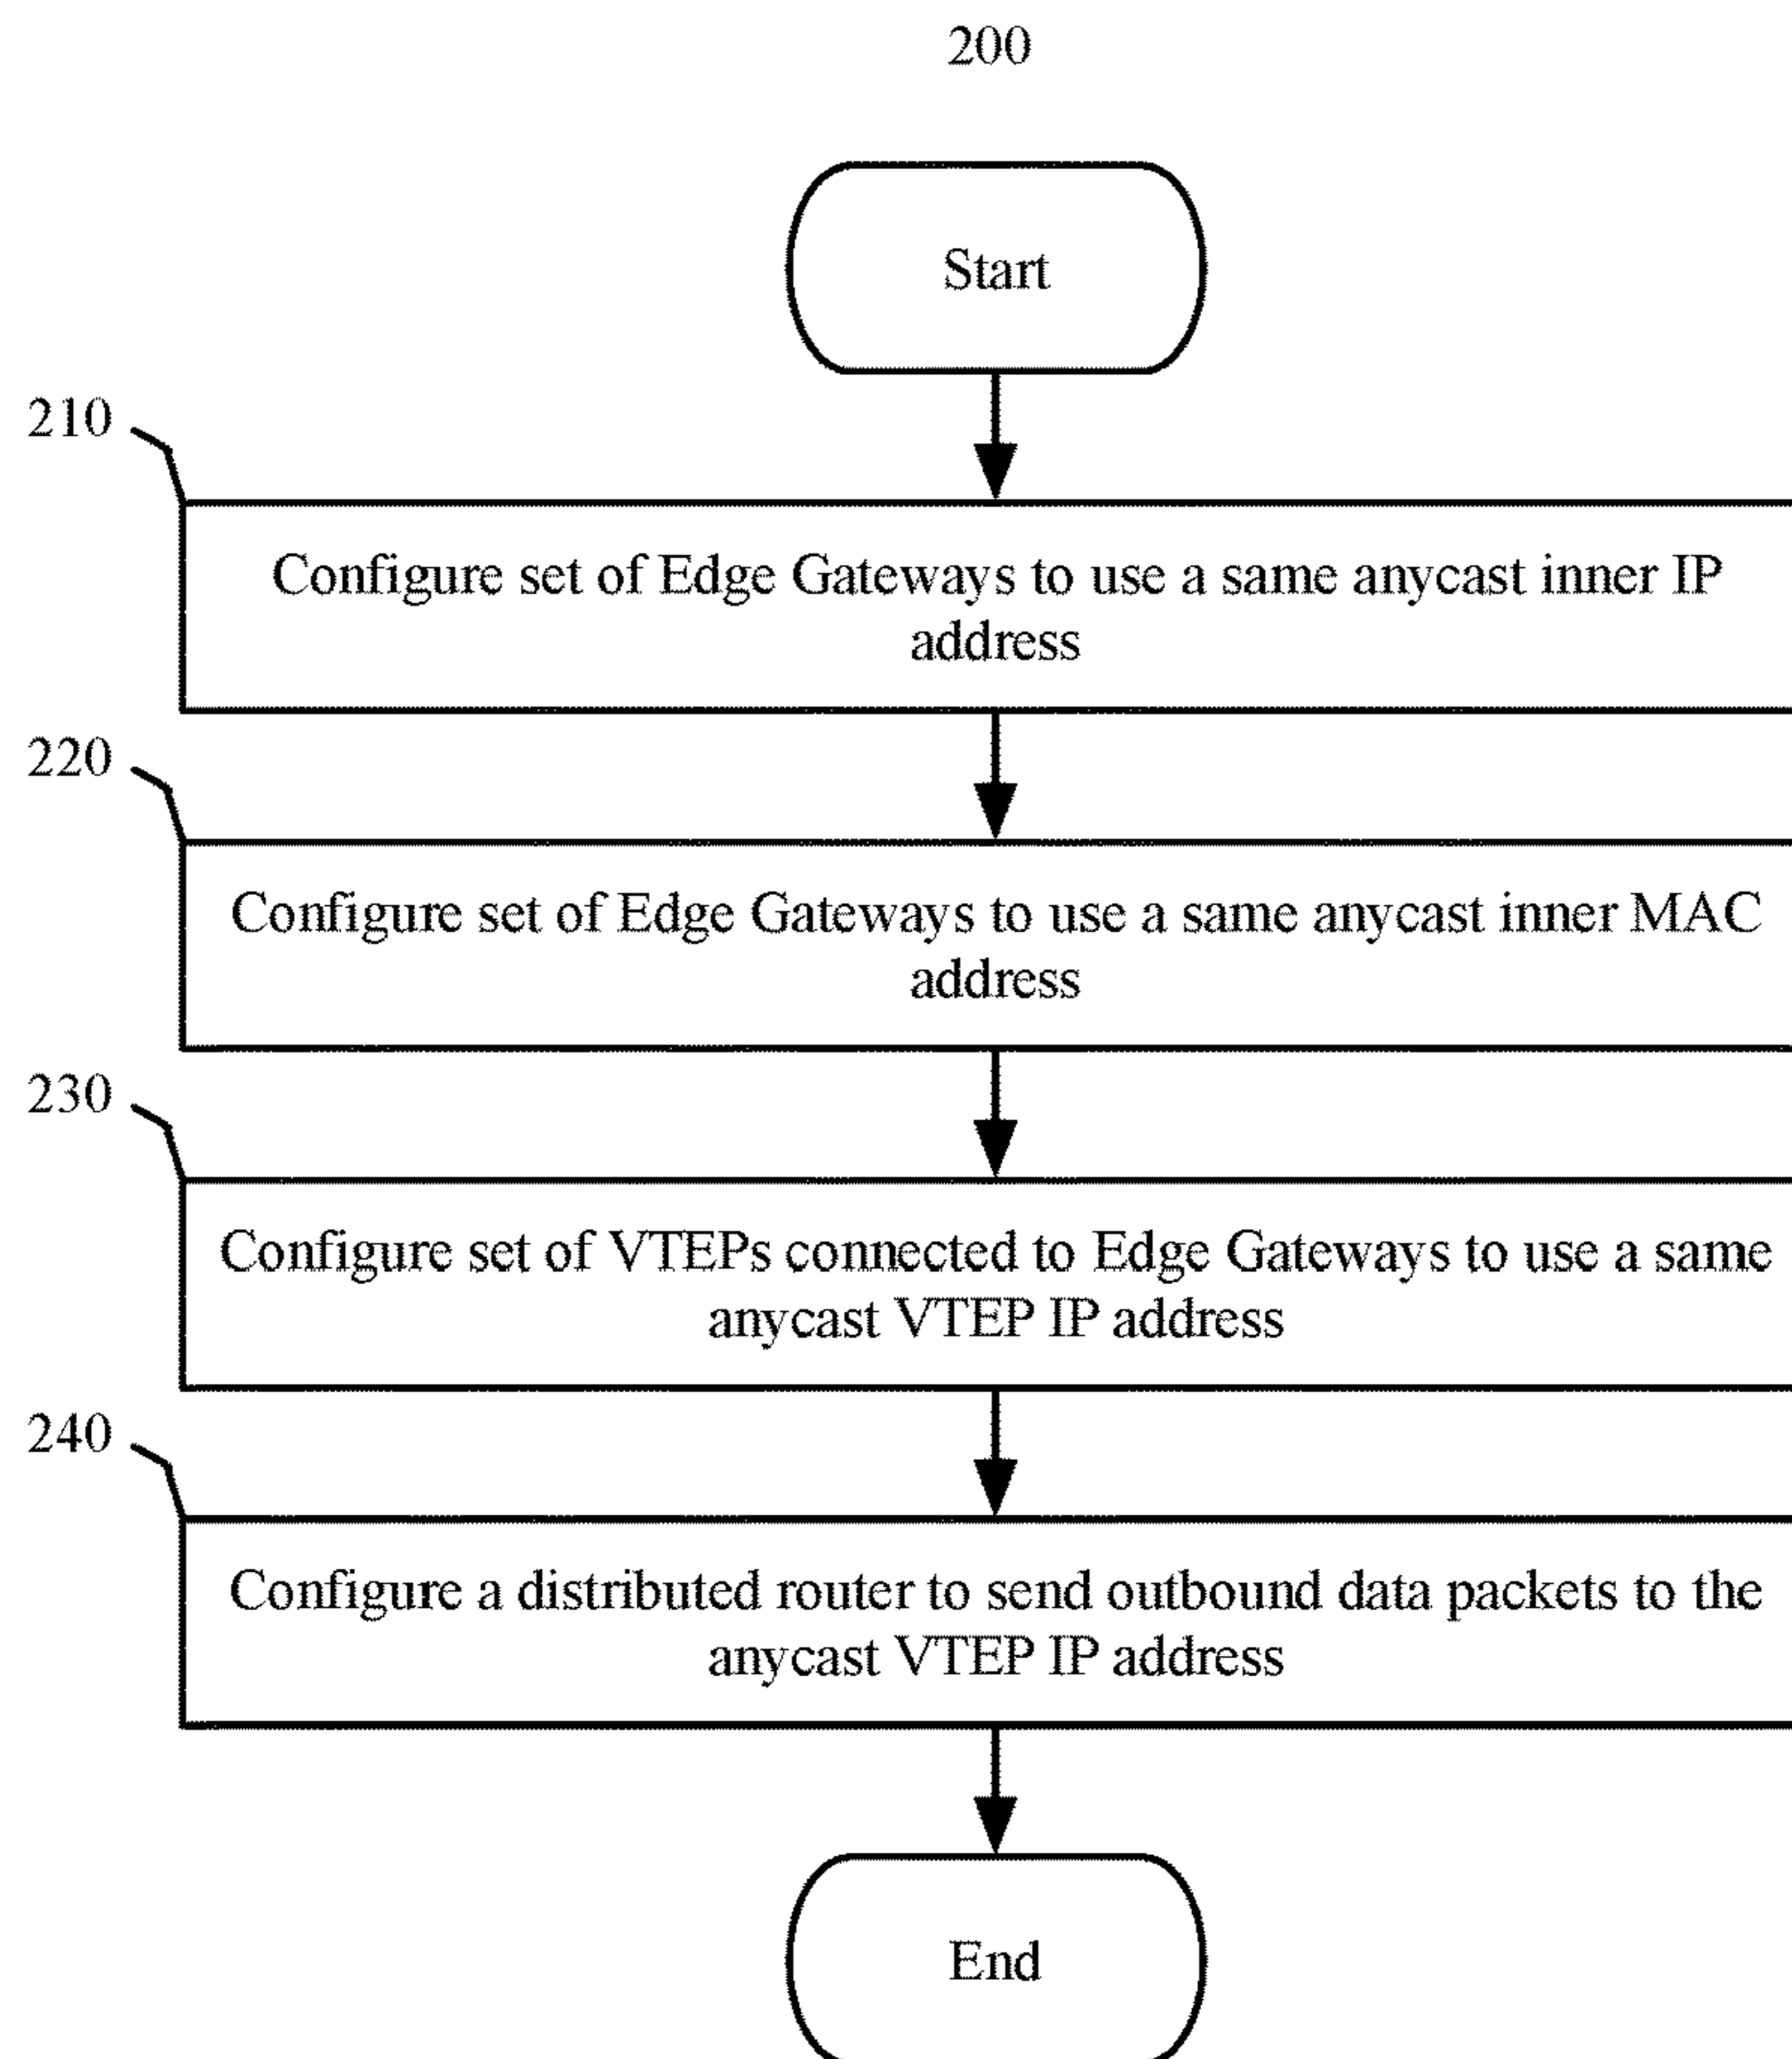 200
Start
210
Configure set of Edge Gateways to use a same anycast inner IP
address
220
Configure set of Edge Gateways to use a same anycast inner MAC
address
230
Configure set of VTEPs connected to Edge Gateways to use a same
anycast VTEP IP address
240
Configure a distributed router to send outbound data packets to the
anycast VTEP IP address
End